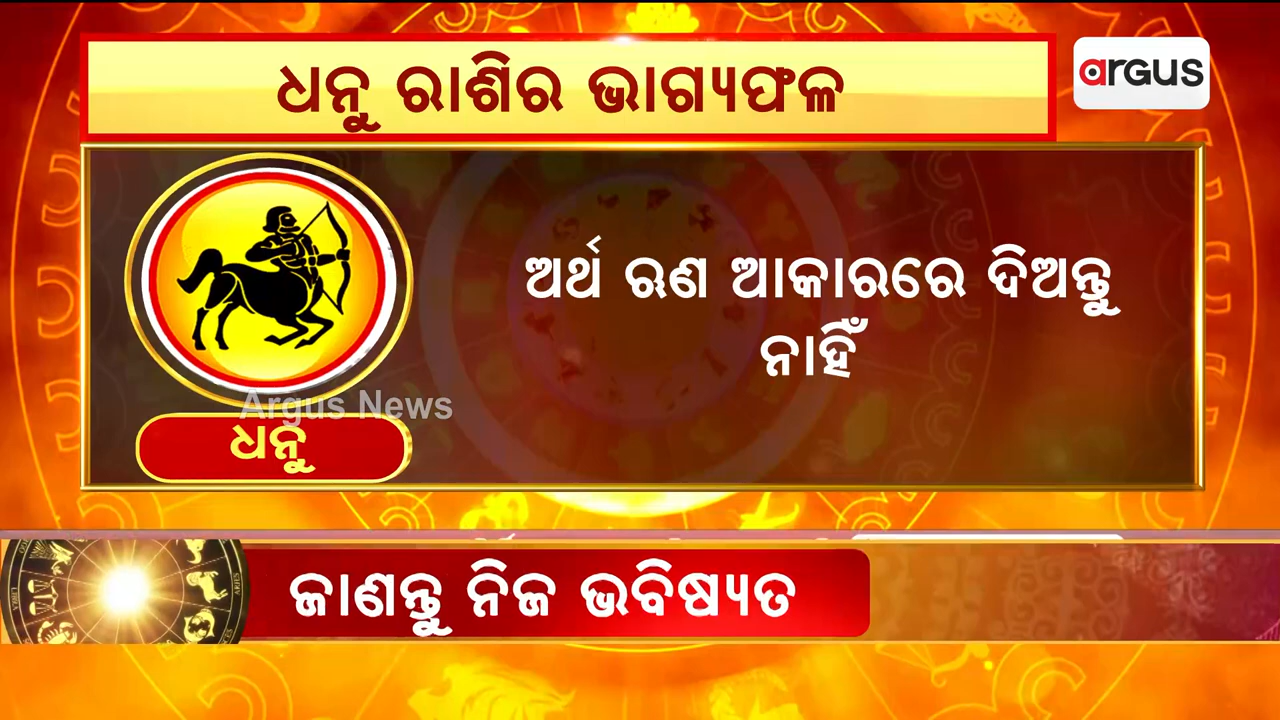 ଧନୁ ରାଶିର ଭାଗ୍ୟଫଳ
argus
ଅର୍ଥ ଋଣ ଆକାରରେ ଦିଅନ୍ତୁ
ନାହିଁ
Argus News
ଧନୁ
ଜାଣନ୍ତୁ ନିଜ ଭବିଷ୍ୟତ